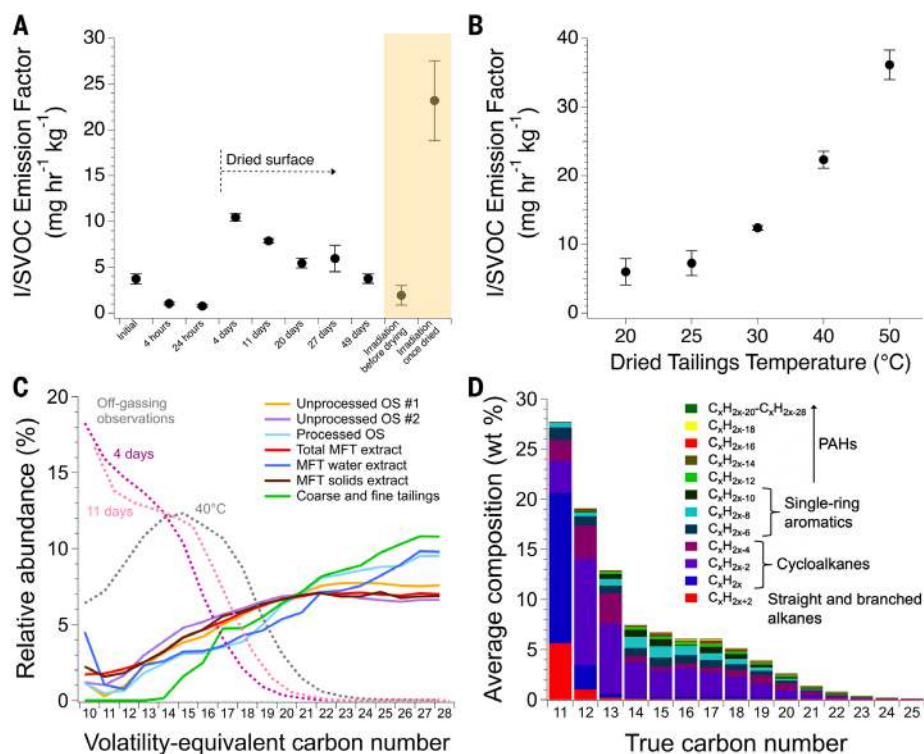 A
I/SVOC Emission Factor
(mg hr⁻¹ kg⁻¹)
30
25
20
15
10
5
0
Dried surface
Initial
4 hours
24 hours
4 days
11 days
20 days
27 days
49 days
Irradiation
before drying
Irradiation
once dried
B
I/SVOC Emission Factor
(mg hr⁻¹ kg⁻¹)
40
30
20
10
0
20 25 30 40 50
Dried Tailings Temperature (°C)
C
Relative abundance (%)
20
15
10
5
0
Off-gassing
observations
4 days
11 days
40°C
Unprocessed OS #1
Unprocessed OS #2
Processed OS
Total MFT extract
MFT water extract
MFT solids extract
Coarse and fine tailings
10 11 12 13 14 15 16 17 18 19 20 21 22 23 24 25 26 27 28
Volatility-equivalent carbon number
D
Average composition (wt %)
30
25
20
15
10
5
0
CₓH₂ₓ₋₂₀-CₓH₂ₓ₋₂₈
CₓH₂ₓ₋₁₈
CₓH₂ₓ₋₁₆
CₓH₂ₓ₋₁₄
CₓH₂ₓ₋₁₂
CₓH₂ₓ₋₁₀
CₓH₂ₓ₋₈
CₓH₂ₓ₋₆
CₓH₂ₓ₋₄
CₓH₂ₓ₋₂
CₓH₂ₓ
CₓH₂ₓ₊₂
PAHs
Single-ring
aromatics
Cycloalkanes
Straight and branched
alkanes
11 12 13 14 15 16 17 18 19 20 21 22 23 24 25
True carbon number